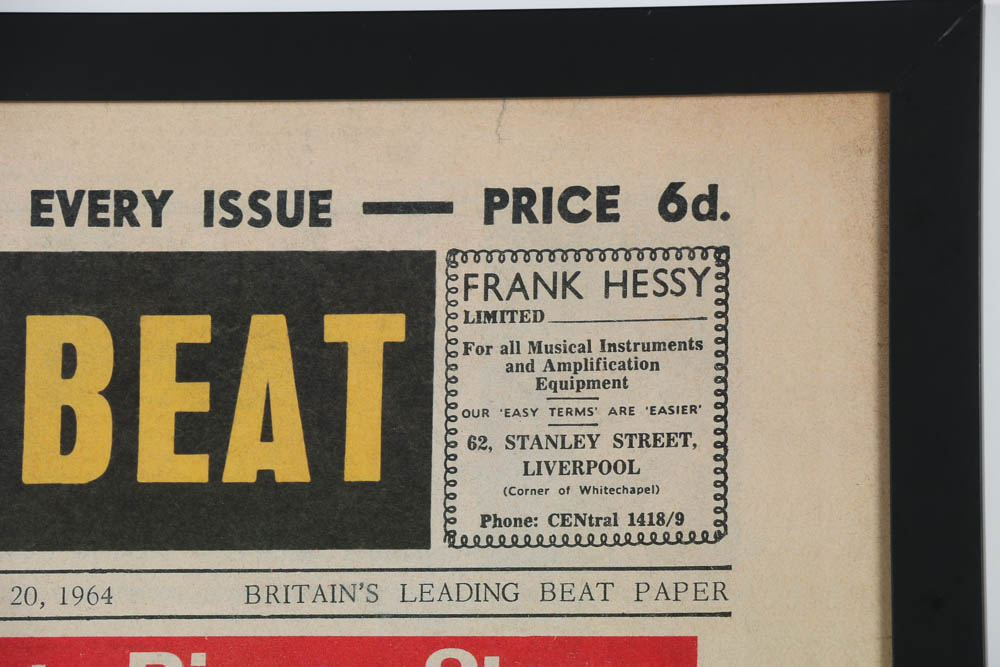 EVERY ISSUE — PRICE 6d.
BEAT
FRANK HESSY
LIMITED
For all Musical Instruments
and Amplification
Equipment
OUR 'EASY TERMS' ARE 'EASIER'
62, STANLEY STREET,
LIVERPOOL
(Corner of Whitechapel)
Phone: CENtral 1418/9
20, 1964 BRITAIN'S LEADING BEAT PAPER